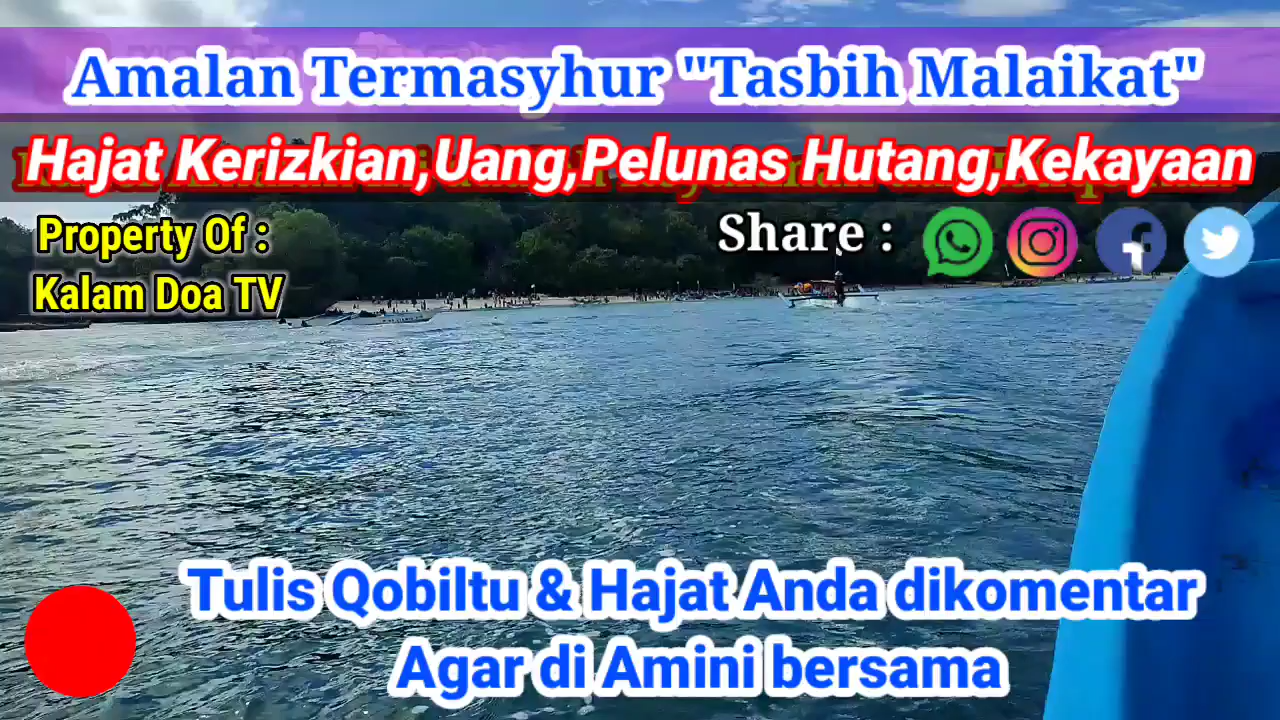 Amalan Termasyhur "Tasbih Malaikat"
Hajat Kerizkian,Uang,Pelunas Hutang,Kekayaan
Property Of :
Kalam Doa TV
Share :
Tulis Qobiltu & Hajat Anda dikomentar
Agar di Amini bersama